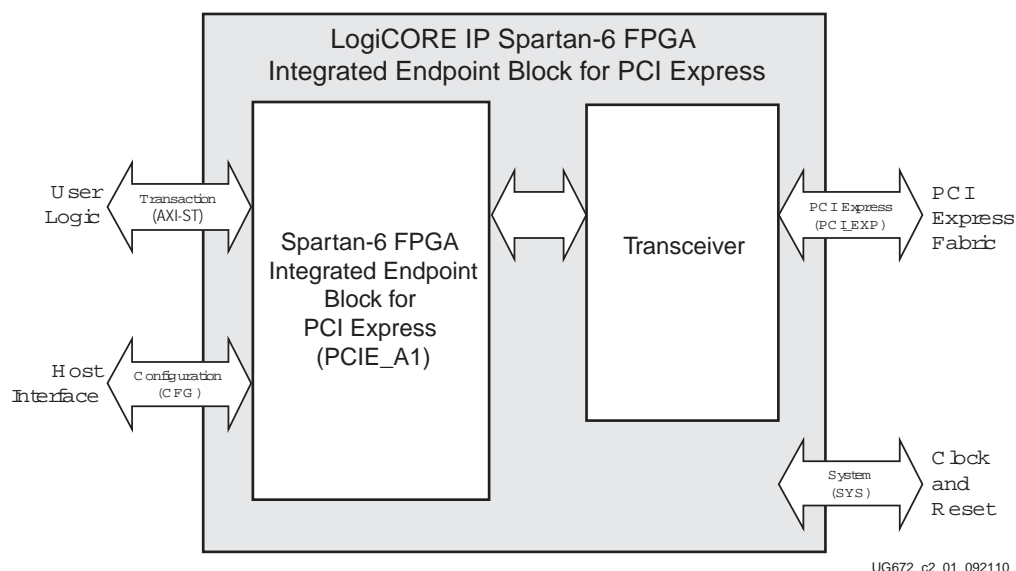 LogiCORE IP Spartan-6 FPGA
Integrated Endpoint Block for PCI Express
User
Logic
Transaction
(AXI-ST)
Spartan-6 FPGA
Integrated Endpoint
Block for
PCI Express
(PCIE_A1)
Transceiver
PCI Express
(PCI_EXP)
PCI
Express
Fabric
Host
Interface
Configuration
(CFG)
System
(SYS)
Clock
and
Reset
UG672_c2_01_092110